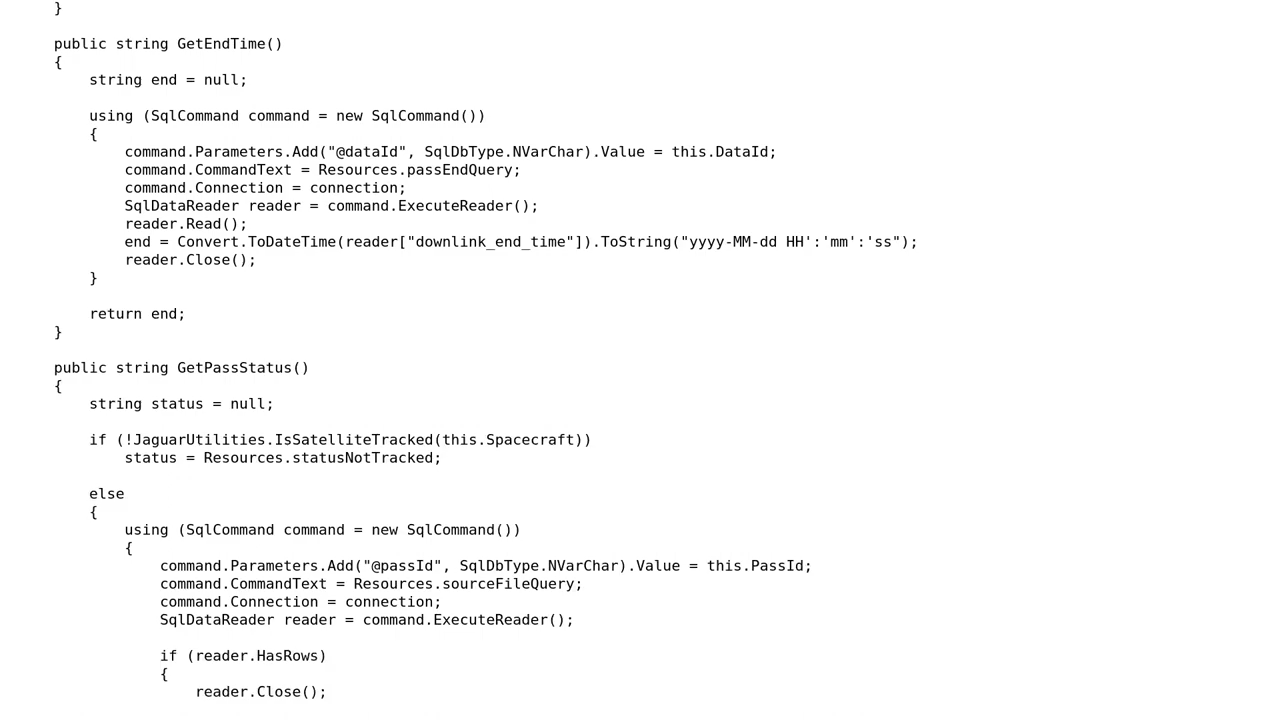 }
public string GetEndTime()
{
string end = null;
using (SqlCommand command = new SqlCommand())
{
command.Parameters.Add("@dataId", SqlDbType.NVarChar).Value = this.DataId;
command.CommandText = Resources.passEndQuery;
command.Connection = connection;
SqlDataReader reader = command.ExecuteReader();
reader.Read();
end = Convert.ToDateTime(reader["downlink_end_time"]).ToString("yyyy-MM-dd HH':'mm':'ss");
reader.Close();
}
return end;
}
public string GetPassStatus()
{
string status = null;
if (!JaguarUtilities.IsSatelliteTracked(this.Spacecraft))
status = Resources.statusNotTracked;
else
{
using (SqlCommand command = new SqlCommand())
{
command.Parameters.Add("@passId", SqlDbType.NVarChar).Value = this.PassId;
command.CommandText = Resources.sourceFileQuery;
command.Connection = connection;
SqlDataReader reader = command.ExecuteReader();
if (reader.HasRows)
{
reader.Close();